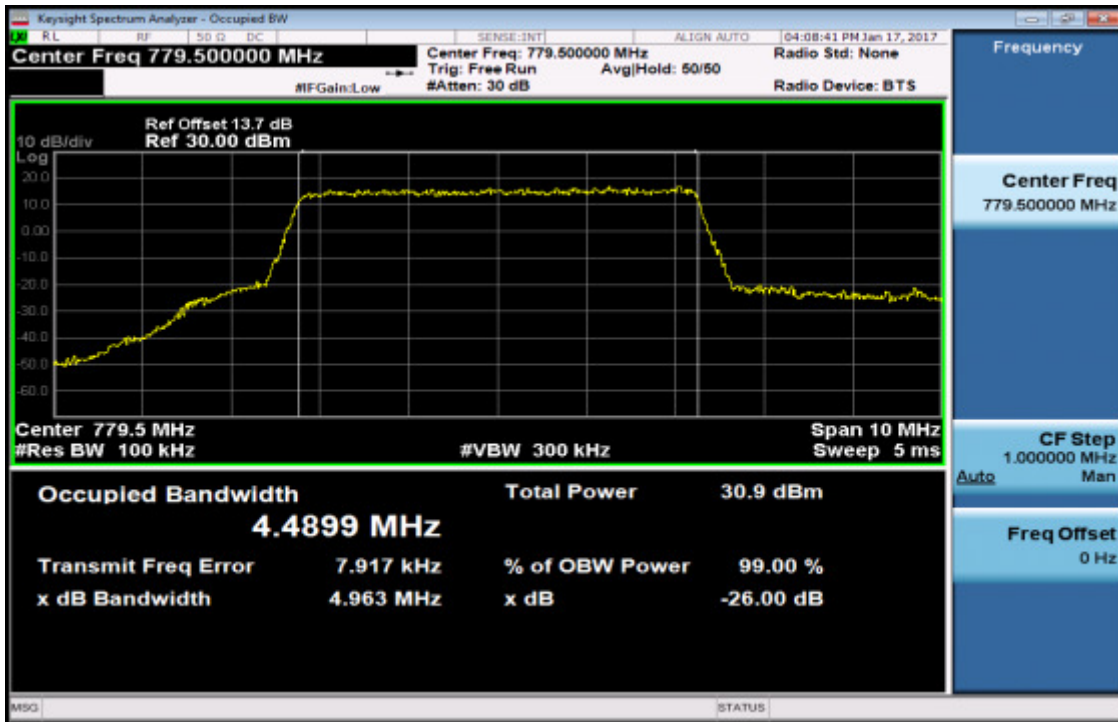 Keysight Spectrum Analyzer - Occupied BW
RL RF 50 Ω DC SENSE:INT ALIGN AUTO 04:08:41 PM Jan 17, 2017
Center Freq 779.500000 MHz
Center Freq: 779.500000 MHz Radio Std: None
Trig: Free Run Avg|Hold: 50/50
#IFGain:Low #Atten: 30 dB Radio Device: BTS
Frequency
Ref Offset 13.7 dB
10 dB/div Ref 30.00 dBm
Log
20.0
10.0
0.00
-10.0
-20.0
-30.0
-40.0
-50.0
-60.0
Center 779.5 MHz Span 10 MHz
#Res BW 100 kHz #VBW 300 kHz Sweep 5 ms
Center Freq
779.500000 MHz
CF Step
1.000000 MHz
Auto Man
Freq Offset
0 Hz
Occupied Bandwidth Total Power 30.9 dBm
4.4899 MHz
Transmit Freq Error 7.917 kHz % of OBW Power 99.00 %
x dB Bandwidth 4.963 MHz x dB -26.00 dB
MSG STATUS